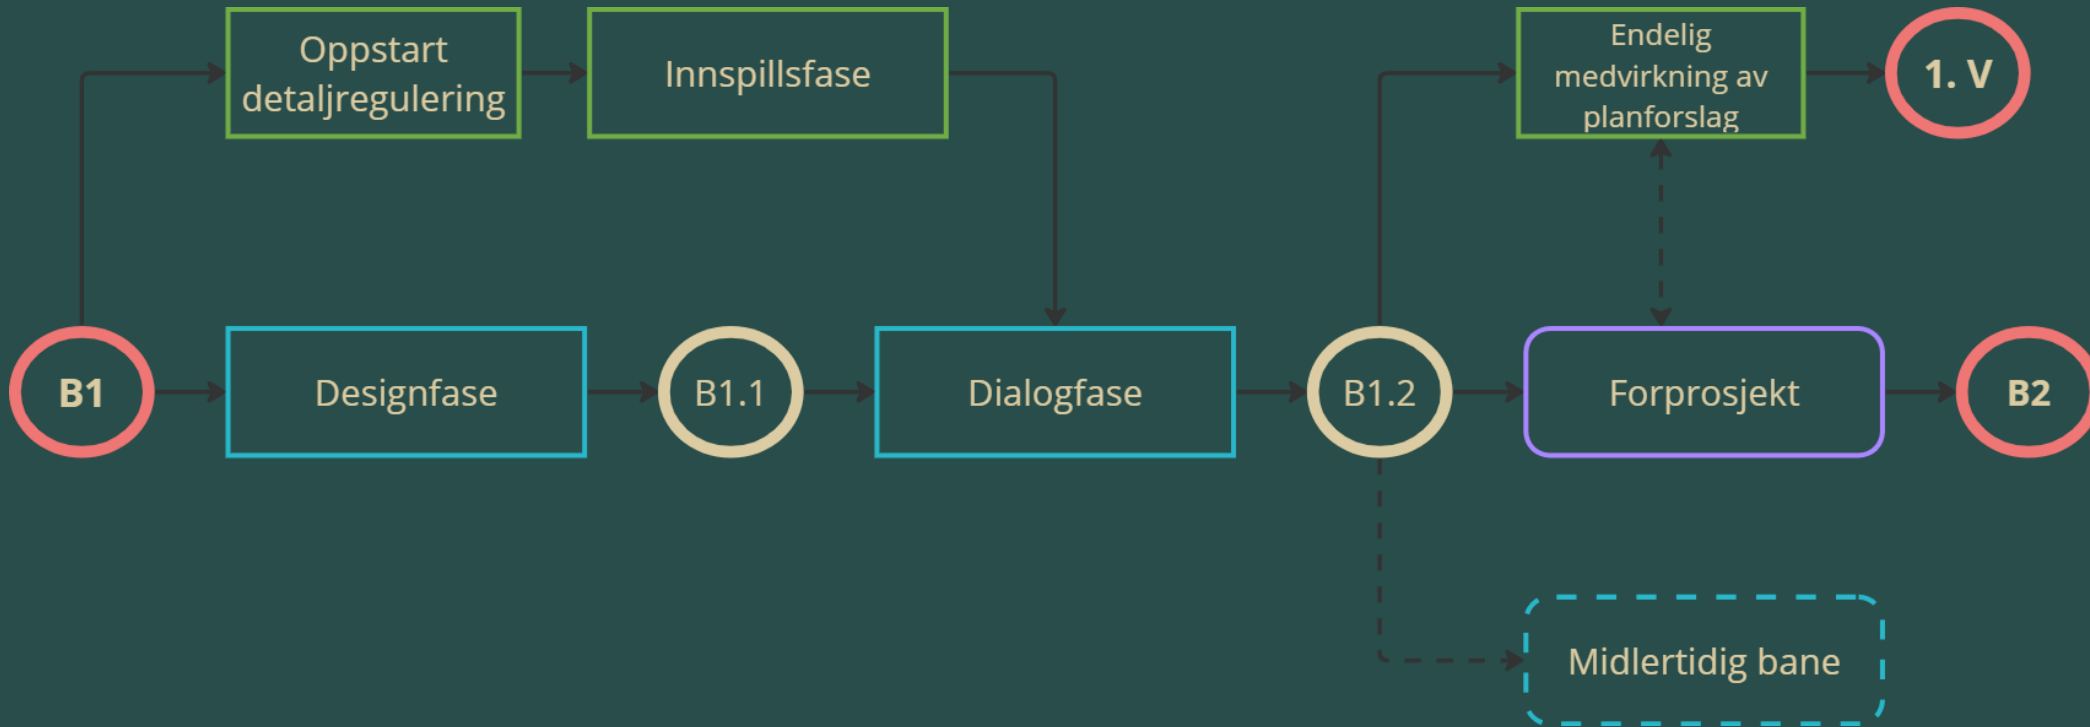 Oppstart
detaljregulering
Innspillsfase
Endelig
medvirkning av
planforslag
1. V
B1
Designfase
B1.1
Dialogfase
B1.2
Forprosjekt
B2
Midlertidig bane